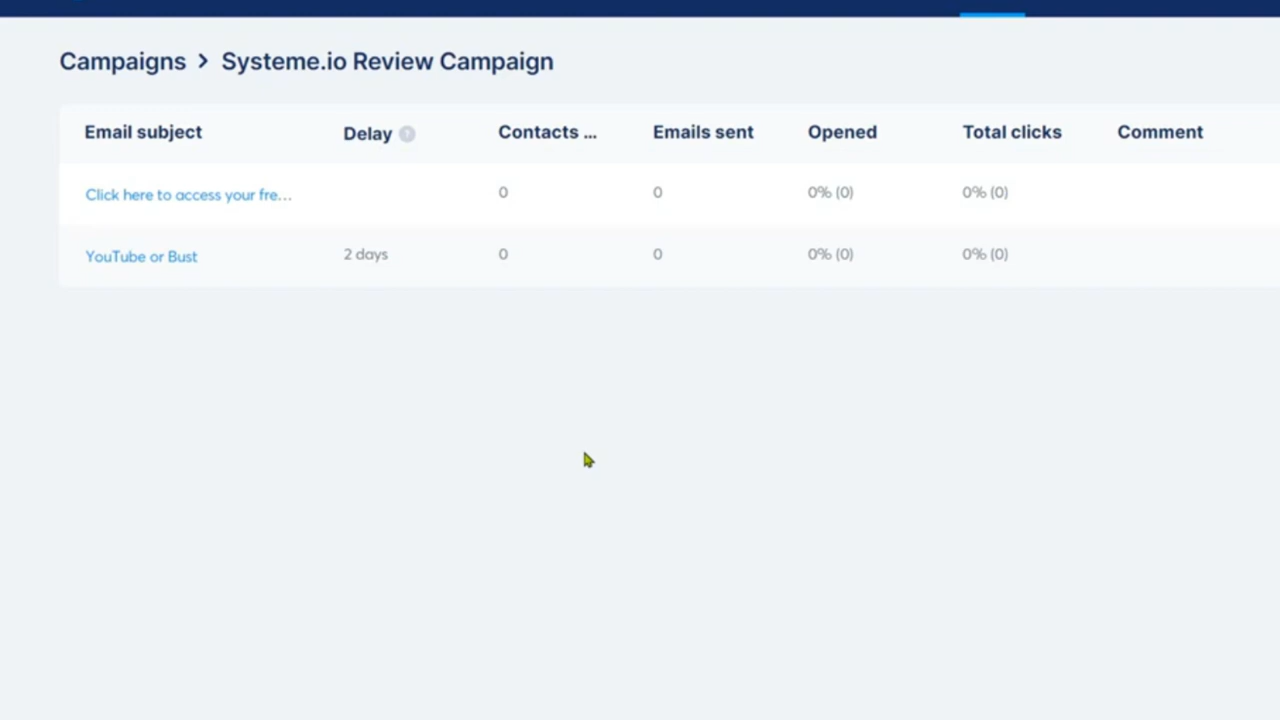 Campaigns > Systeme.io Review Campaign
Email subject Delay ? Contacts ... Emails sent Opened Total clicks Comment
Click here to access your fre... 0 0 0% (0) 0% (0)
YouTube or Bust 2 days 0 0 0% (0) 0% (0)